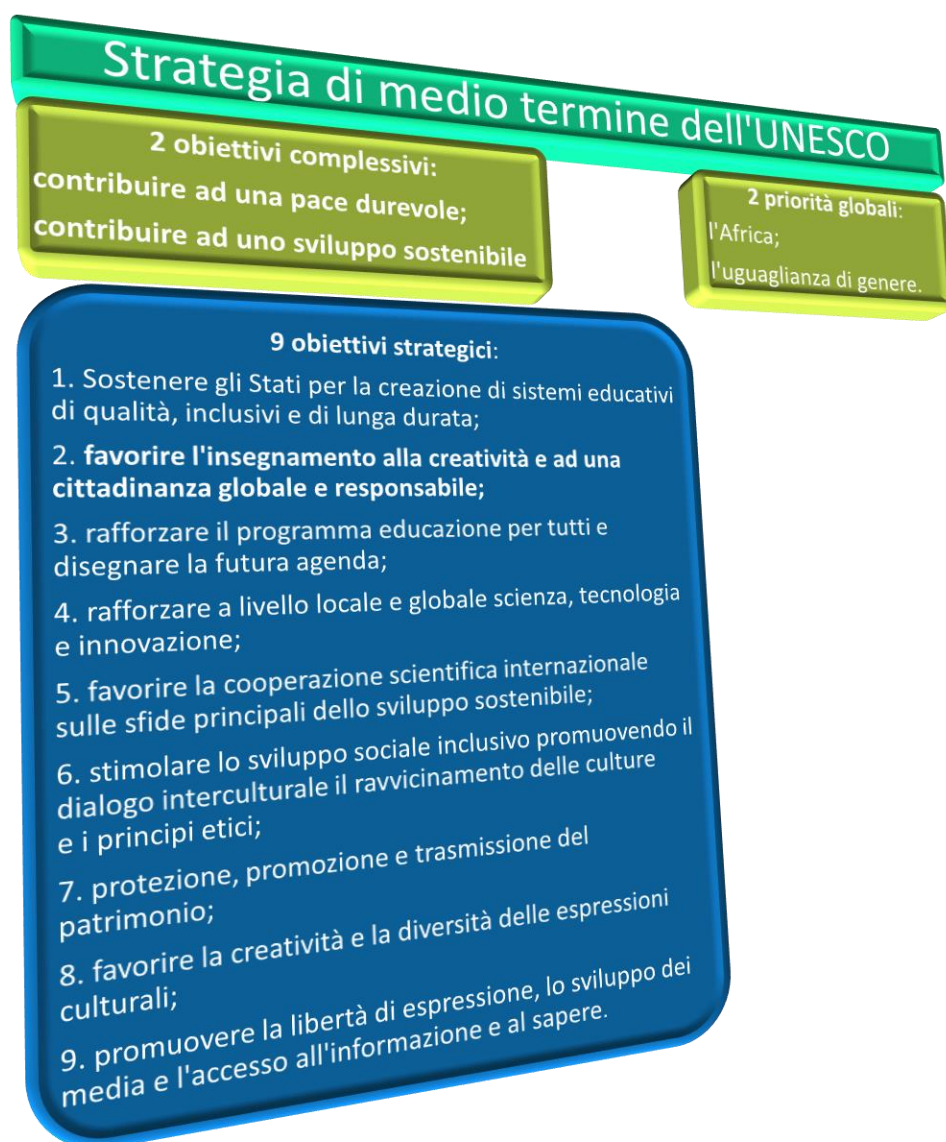 Strategia di medio termine dell'UNESCO
2 obiettivi complessivi:
contribuire ad una pace durevole;
contribuire ad uno sviluppo sostenibile
2 priorità globali:
l'Africa;
l'uguaglianza di genere.
9 obiettivi strategici:
1. Sostenere gli Stati per la creazione di sistemi educativi
di qualità, inclusivi e di lunga durata;
2. favorire l'insegnamento alla creatività e ad una
cittadinanza globale e responsabile;
3. rafforzare il programma educazione per tutti e
disegnare la futura agenda;
4. rafforzare a livello locale e globale scienza, tecnologia
e innovazione;
5. favorire la cooperazione scientifica internazionale
sulle sfide principali dello sviluppo sostenibile;
6. stimolare lo sviluppo sociale inclusivo promuovendo il
dialogo interculturale il ravvicinamento delle culture
e i principi etici;
7. protezione, promozione e trasmissione del
patrimonio;
8. favorire la creatività e la diversità delle espressioni
culturali;
9. promuovere la libertà di espressione, lo sviluppo dei
media e l'accesso all'informazione e al sapere.